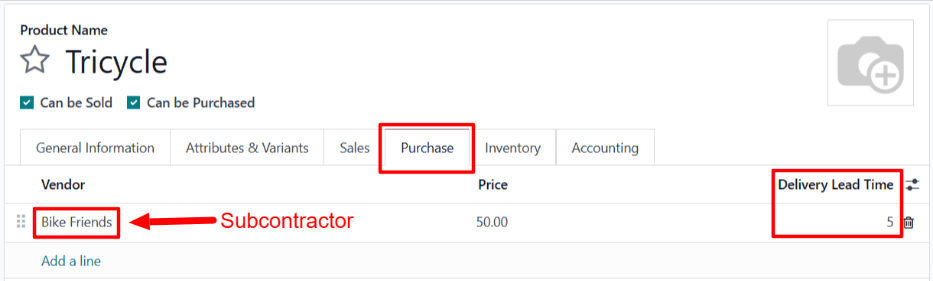 Product Name
Tricycle
Can be Sold Can be Purchased
General Information Attributes & Variants Sales Purchase Inventory Accounting
Vendor Price Delivery Lead Time
Bike Friends Subcontractor 50.00 5
Add a line